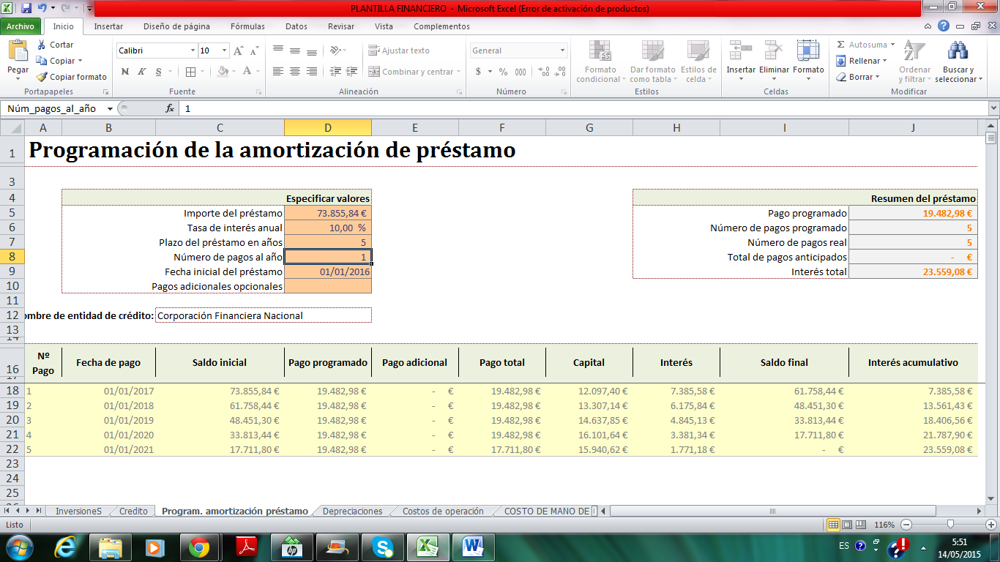 PLANTILLA FINANCIERO - Microsoft Excel (Error de activación de productos)
Archivo Inicio Insertar Diseño de página Fórmulas Datos Revisar Vista Complementos
Pegar
Cortar
Copiar
Copiar formato
Portapapeles
Calibri 10
N K S
Fuente
Ajustar texto
Combinar y centrar
Alineación
General
$ % 000
Número
Formato condicional
Dar formato como tabla
Estilos de celda
Estilos
Insertar Eliminar Formato
Celdas
Autosuma
Rellenar
Borrar
Ordenar y filtrar
Buscar y seleccionar
Modificar
Núm_pagos_al_año fx 1
A B C D E F G H I J
1 Programación de la amortización de préstamo
3
4 Especificar valores Resumen del préstamo
5 Importe del préstamo 73.855,84 € Pago programado 19.482,98 €
6 Tasa de interés anual 10,00 % Número de pagos programado 5
7 Plazo del préstamo en años 5 Número de pagos real 5
8 Número de pagos al año 1 Total de pagos anticipados - €
9 Fecha inicial del préstamo 01/01/2016 Interés total 23.559,08 €
10 Pagos adicionales opcionales
11
12 ombre de entidad de crédito: Corporación Financiera Nacional
13
14
16 Nº Pago Fecha de pago Saldo inicial Pago programado Pago adicional Pago total Capital Interés Saldo final Interés acumulativo
17
18 1 01/01/2017 73.855,84 € 19.482,98 € - € 19.482,98 € 12.097,40 € 7.385,58 € 61.758,44 € 7.385,58 €
19 2 01/01/2018 61.758,44 € 19.482,98 € - € 19.482,98 € 13.307,14 € 6.175,84 € 48.451,30 € 13.561,43 €
20 3 01/01/2019 48.451,30 € 19.482,98 € - € 19.482,98 € 14.637,85 € 4.845,13 € 33.813,44 € 18.406,56 €
21 4 01/01/2020 33.813,44 € 19.482,98 € - € 19.482,98 € 16.101,64 € 3.381,34 € 17.711,80 € 21.787,90 €
22 5 01/01/2021 17.711,80 € 19.482,98 € - € 17.711,80 € 15.940,62 € 1.771,18 € - € 23.559,08 €
23
24
25
InversioneS Credito Program. amortización préstamo Depreciaciones Costos de operación COSTO DE MANO DE
Listo 116%
ES 5:51
14/05/2015